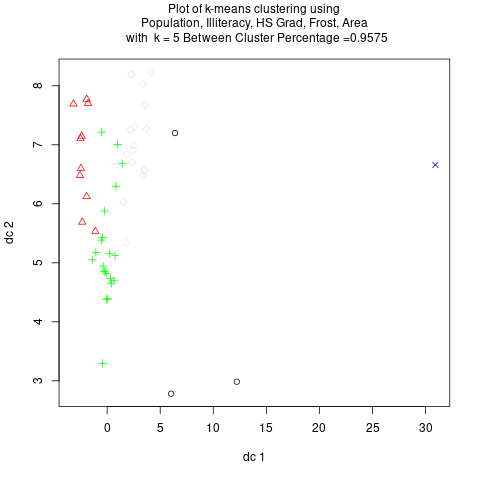 Plot of k-means clustering using
Population, Illiteracy, HS Grad, Frost, Area
with k = 5 Between Cluster Percentage =0.9575
8
7
6
5
4
3
dc 2
0 5 10 15 20 25 30
dc 1